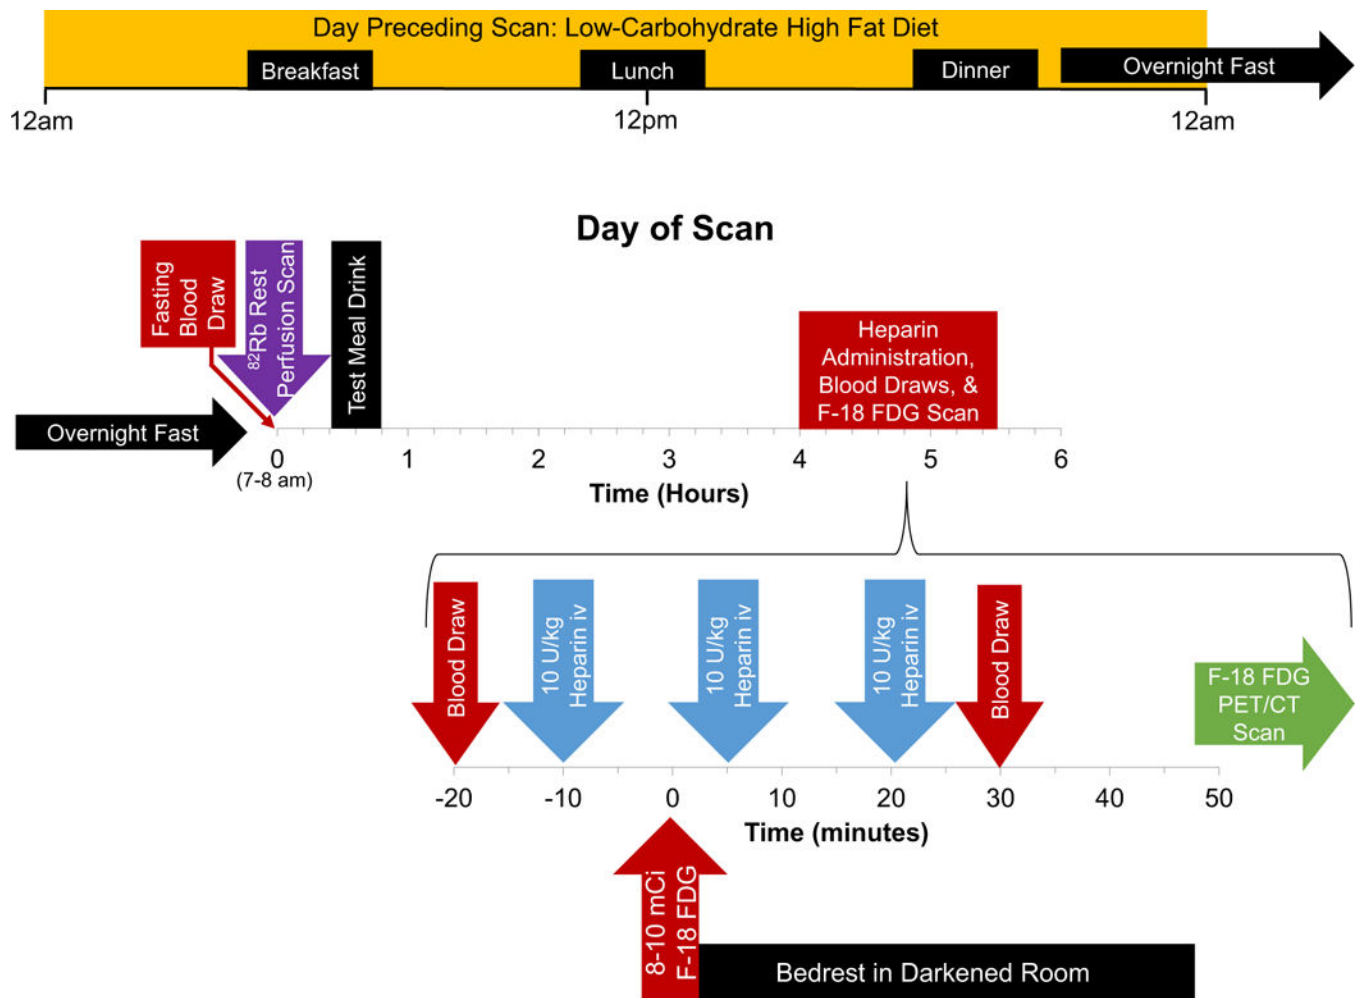 Day Preceding Scan: Low-Carbohydrate High Fat Diet
Breakfast
Lunch
Dinner
Overnight Fast
12am
12pm
12am
Day of Scan
Fasting
Blood
Draw
⁸²Rb Rest
Perfusion Scan
Test Meal Drink
Heparin
Administration,
Blood Draws, &
F-18 FDG Scan
Overnight Fast
0 1 2 3 4 5 6
(7-8 am)
Time (Hours)
Blood Draw
10 U/kg
Heparin iv
10 U/kg
Heparin iv
10 U/kg
Heparin iv
Blood Draw
F-18 FDG
PET/CT
Scan
-20 -10 0 10 20 30 40 50
Time (minutes)
8-10 mCi
F-18 FDG
Bedrest in Darkened Room